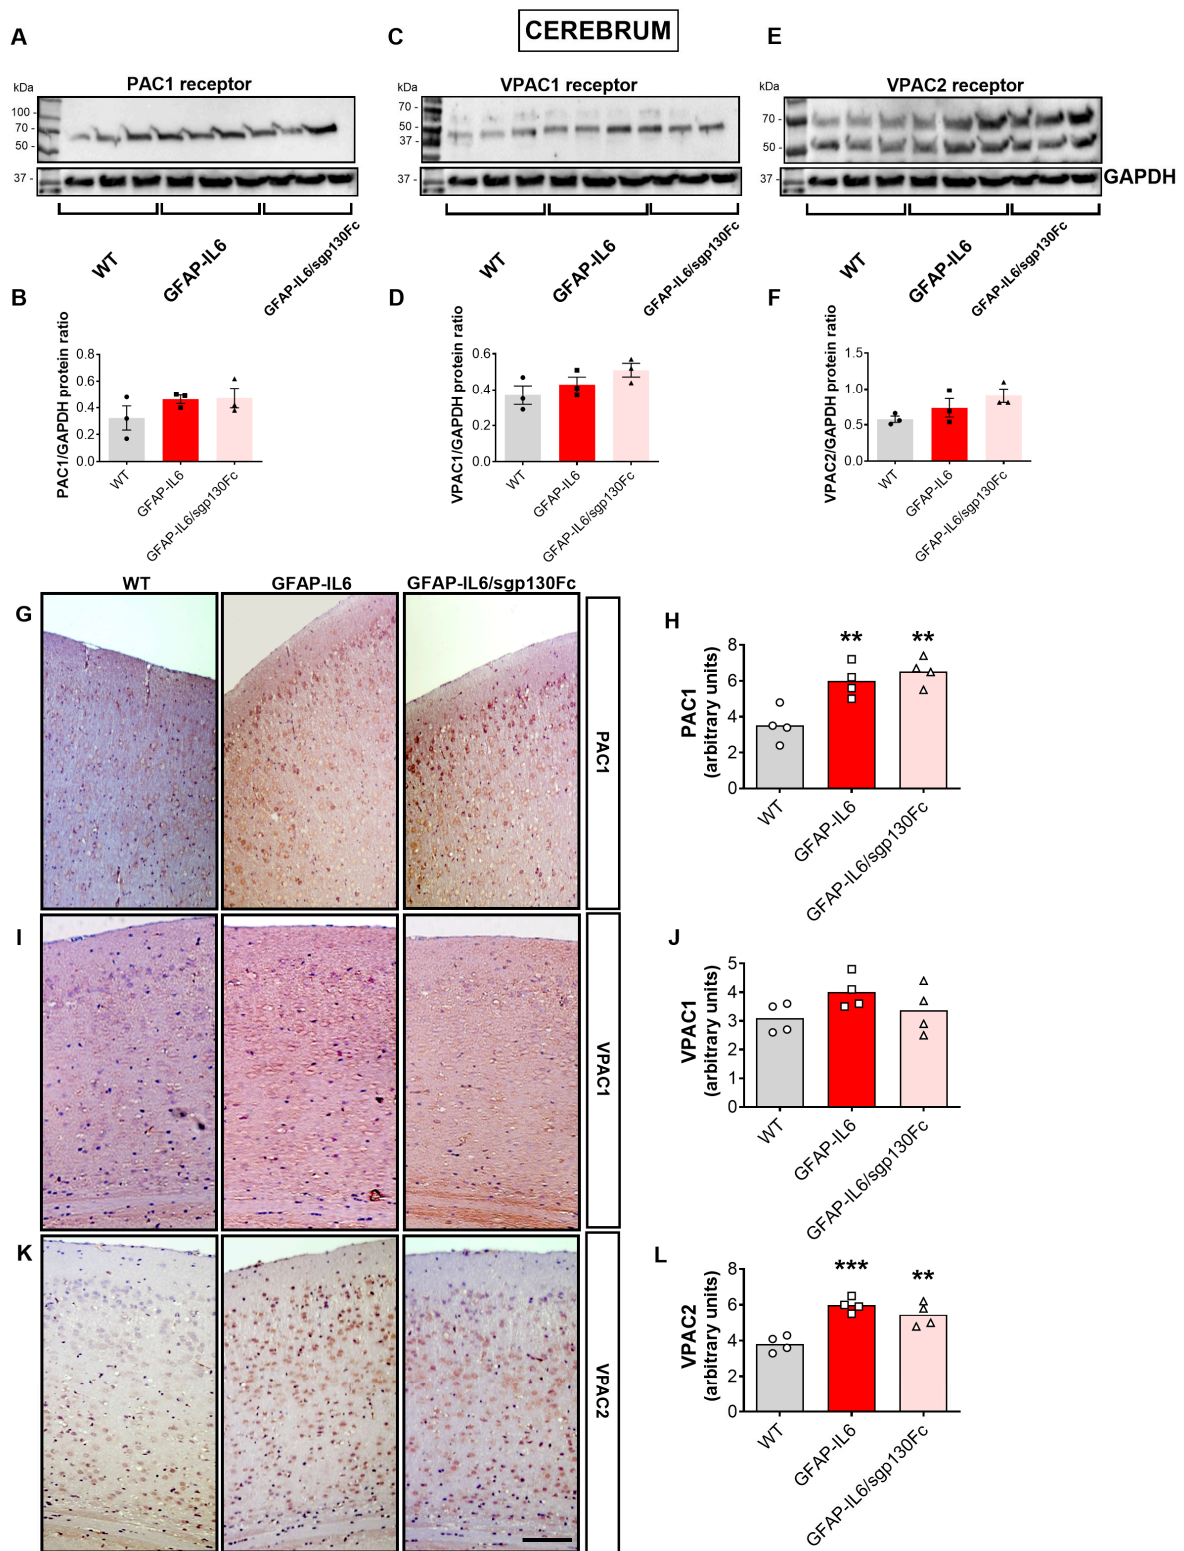 CEREBRUM
A
PAC1 receptor
kDa
100 -
70 -
50 -
37 -
WT
GFAP-IL6
GFAP-IL6/sgp130Fc
C
VPAC1 receptor
kDa
70 -
50 -
37 -
37 -
WT
GFAP-IL6
GFAP-IL6/sgp130Fc
E
VPAC2 receptor
kDa
70 -
50 -
37 -
GAPDH
WT
GFAP-IL6
GFAP-IL6/sgp130Fc
B
PAC1/GAPDH protein ratio
0.8
0.6
0.4
0.2
0.0
WT
GFAP-IL6
GFAP-IL6/sgp130Fc
D
VPAC1/GAPDH protein ratio
0.6
0.4
0.2
0.0
WT
GFAP-IL6
GFAP-IL6/sgp130Fc
F
VPAC2/GAPDH protein ratio
1.5
1.0
0.5
0.0
WT
GFAP-IL6
GFAP-IL6/sgp130Fc
WT
GFAP-IL6
GFAP-IL6/sgp130Fc
G
PAC1
H
PAC1
(arbitrary units)
8
6
4
2
0
**
**
WT
GFAP-IL6
GFAP-IL6/sgp130Fc
I
VPAC1
J
VPAC1
(arbitrary units)
5
4
3
2
1
0
WT
GFAP-IL6
GFAP-IL6/sgp130Fc
K
VPAC2
L
VPAC2
(arbitrary units)
8
6
4
2
0
***
**
WT
GFAP-IL6
GFAP-IL6/sgp130Fc